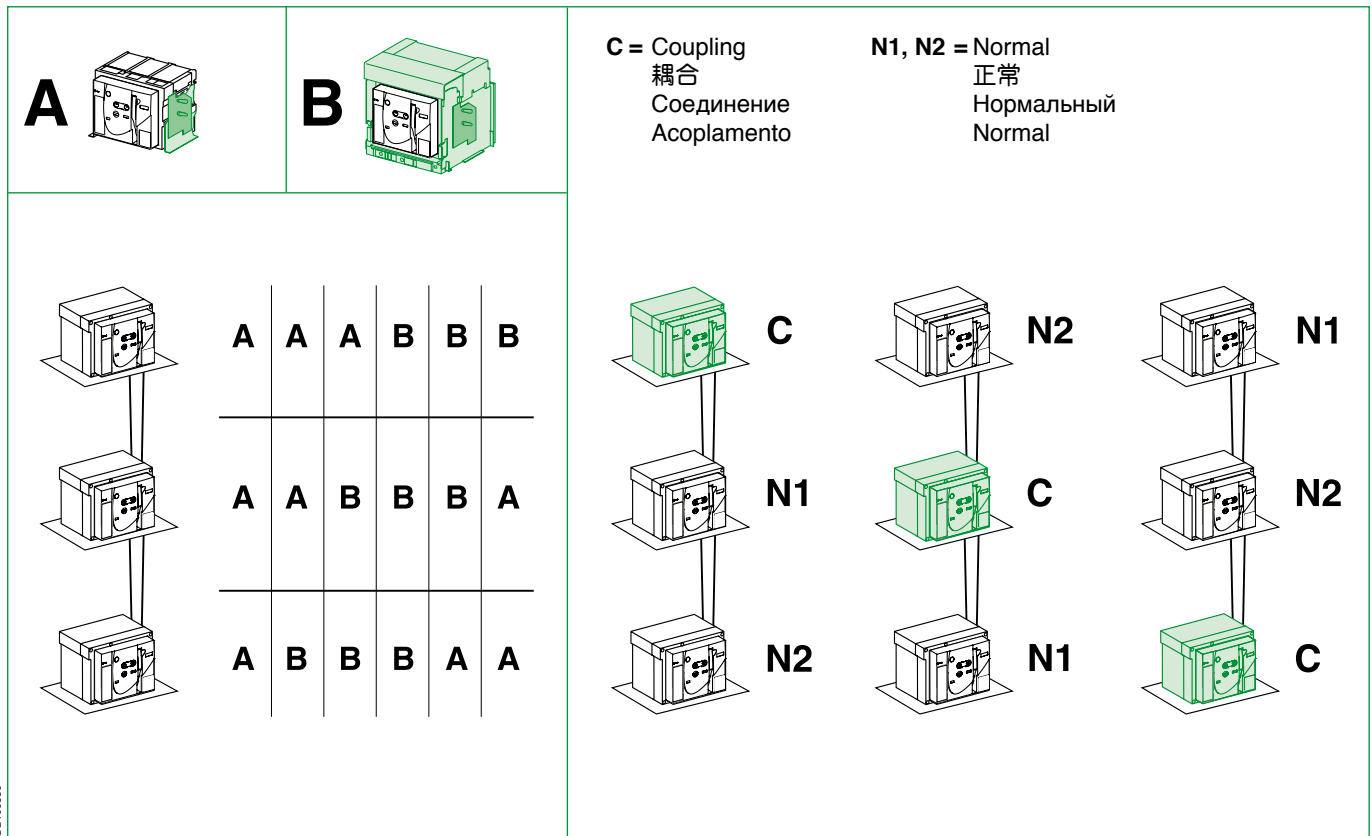 A
B
C = Coupling
耦合
Соединение
Acoplamento
N1, N2 = Normal
正常
Нормальный
Normal
A A A B B B
A A B B B A
A B B B A A
C N2 N1
N1 C N2
N2 N1 C